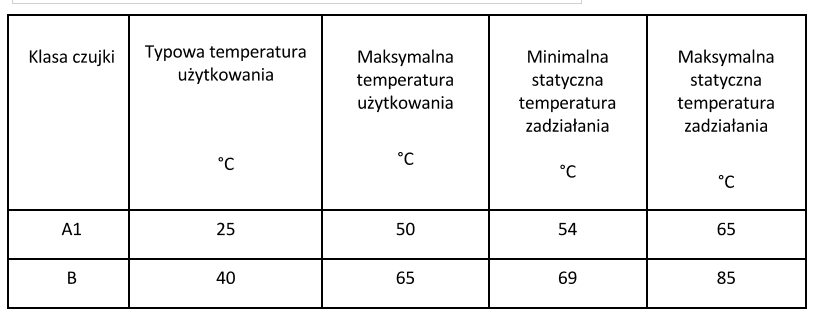 Klasa czujki
Typowa temperatura
użytkowania
°C
Maksymalna
temperatura
użytkowania
°C
Minimalna
statyczna
temperatura
zadziałania
°C
Maksymalna
statyczna
temperatura
zadziałania
°C
A1 25 50 54 65
B 40 65 69 85